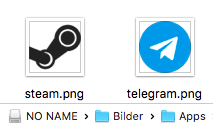 steam.png telegram.png
NO NAME > Bilder > Apps